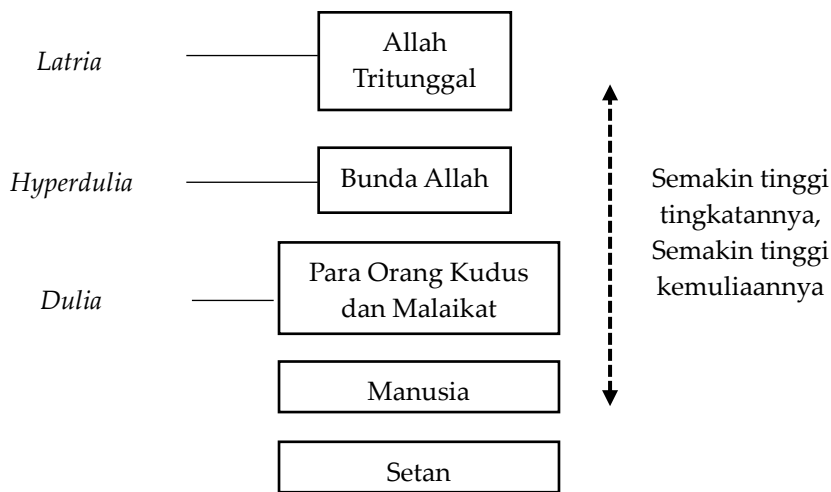 Latria
Allah
Tritunggal
Hyperdulia
Bunda Allah
Semakin tinggi
tingkatannya,
Semakin tinggi
kemuliaannya
Dulia
Para Orang Kudus
dan Malaikat
Manusia
Setan